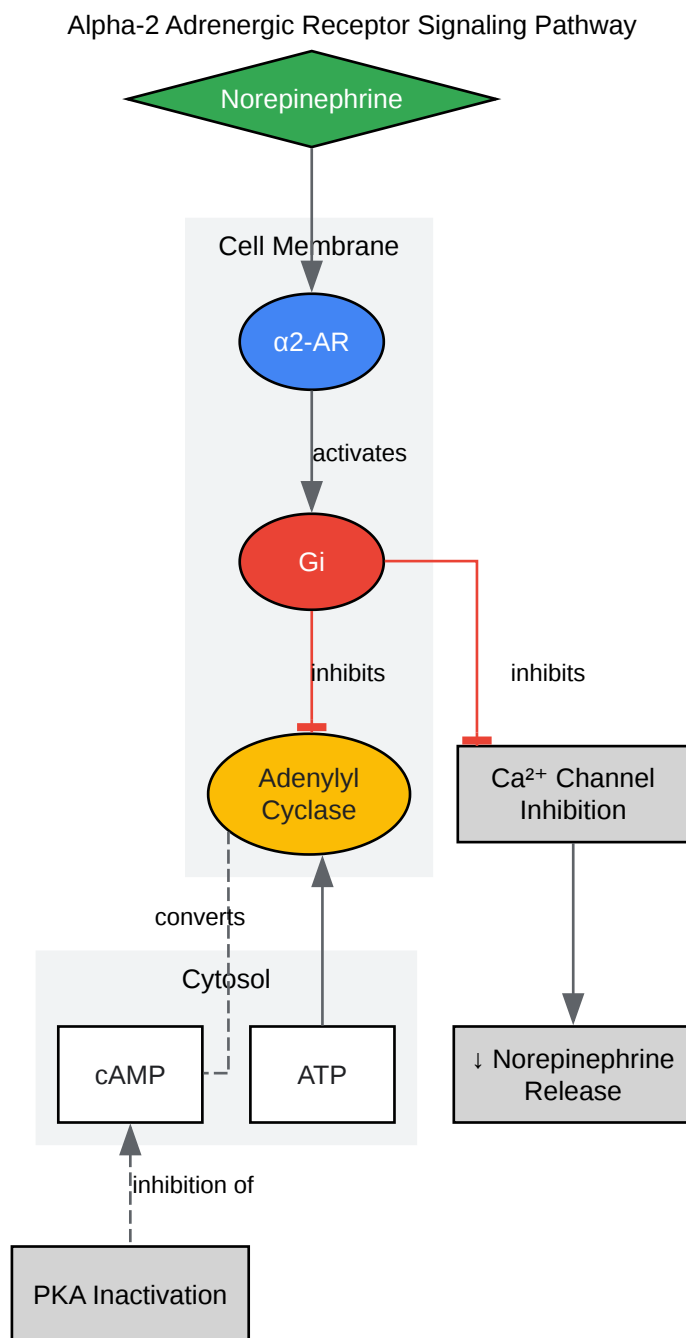 Alpha-2 Adrenergic Receptor Signaling Pathway
Norepinephrine
Cell Membrane
α2-AR
activates
Gi
inhibits
inhibits
Adenylyl
Cyclase
Ca²⁺ Channel
Inhibition
converts
Cytosol
cAMP
ATP
↓ Norepinephrine
Release
inhibition of
PKA Inactivation